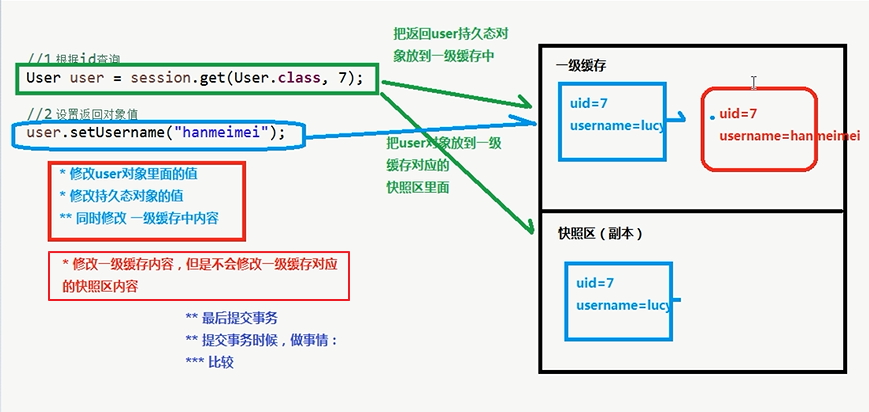 //1 根据id查询
User user = session.get(User.class, 7);
//2 设置返回对象值
user.setUsername("hanmeimei");
* 修改user对象里面的值
* 修改持久态对象的值
** 同时修改 一级缓存中内容
* 修改一级缓存内容，但是不会修改一级缓存对应
的快照区内容
** 最后提交事务
** 提交事务时候，做事情：
*** 比较
把返回user持久态对
象放到一级缓存中
把user对象放到一级
缓存对应的
快照区里面
一级缓存
uid=7
username=lucy
uid=7
username=hanmeimei
快照区（副本）
uid=7
username=lucy